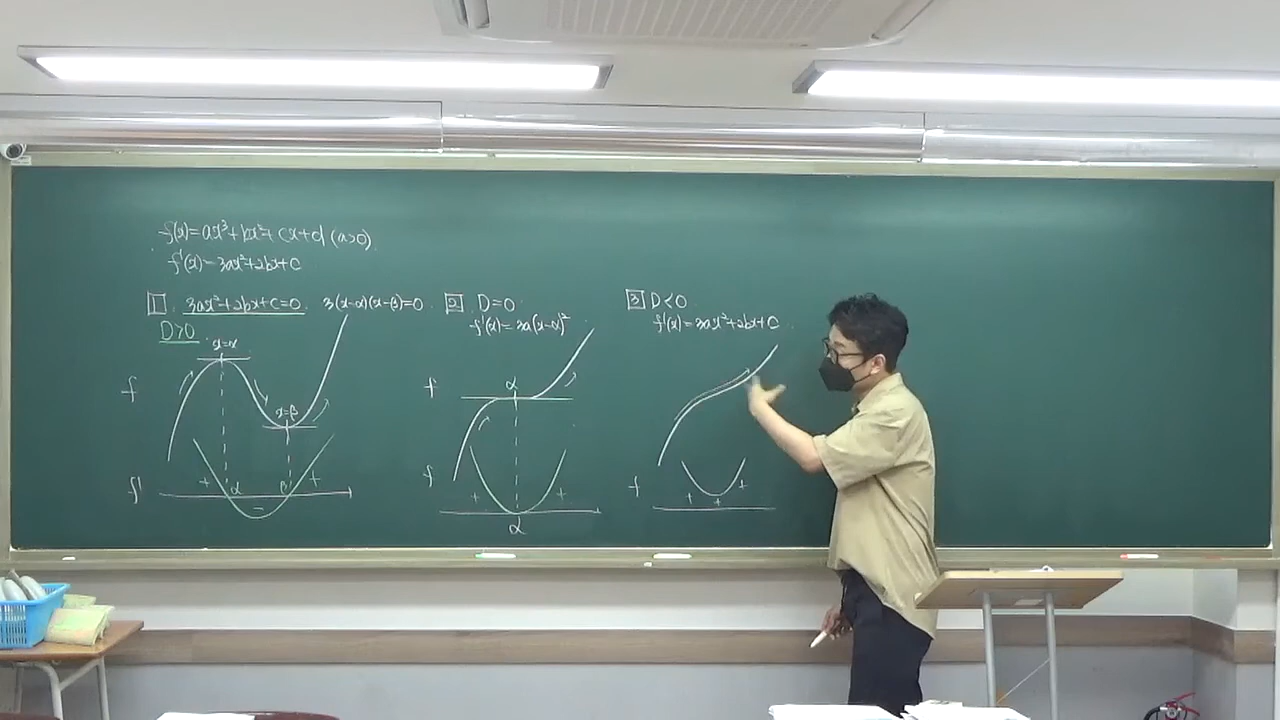 f(x)=ax³+bx²+cx+d (a>0)
f'(x)=3ax²+2bx+c
1. 3ax²+2bx+c=0. 3(x-α)(x-β)=0.
D>0
x=α
x=β
f
f'
+ α - β +
2. D=0
f'(x)=3a(x-α)²
f
α
f
+ +
α
3 D<0
f'(x)=3ax²+2bx+c
f
+ + +